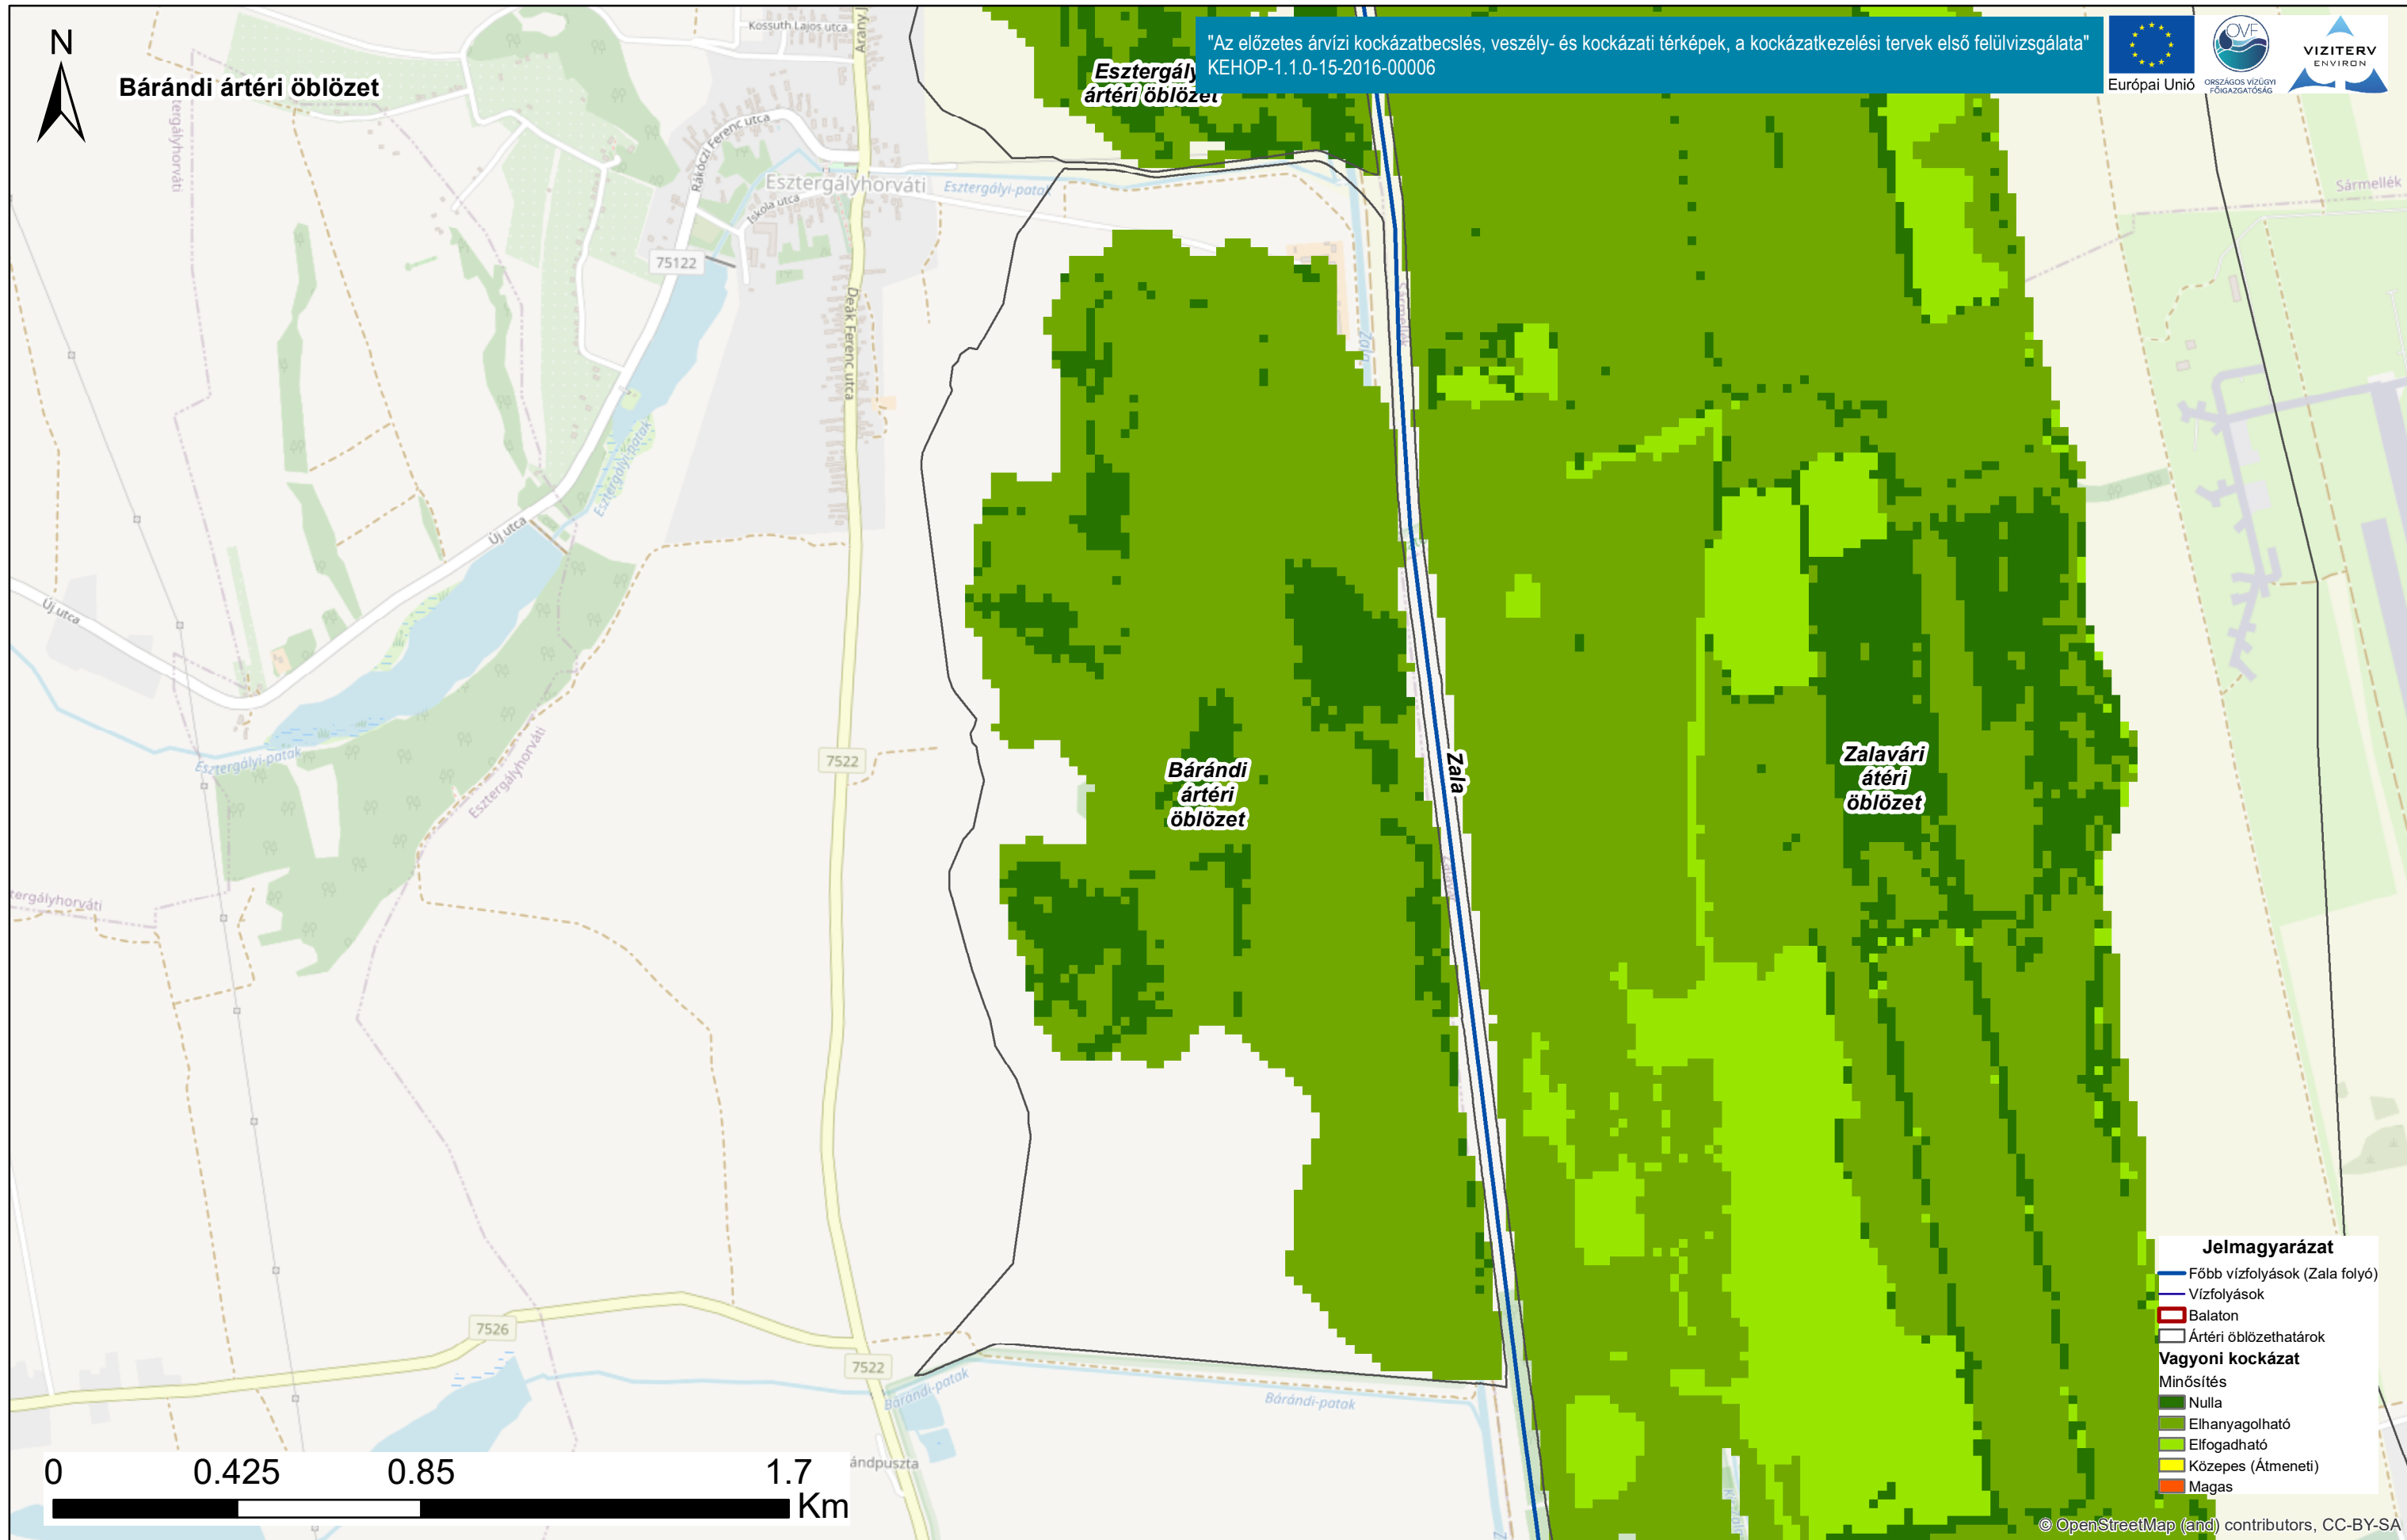 N
Bárándi ártéri öblözet
"Az előzetes árvízi kockázatbecslés, veszély- és kockázati térképek, a kockázatkezelési tervek első felülvizsgálata"
KEHOP-1.1.0-15-2016-00006
Európai Unió
OVF
ORSZÁGOS VÍZÜGYI
FŐIGAZGATÓSÁG
VIZITERV
ENVIRON
Kossuth Lajos utca
ártéri öblözet
Rákóczi Ferenc utca
Esztergályhorváti
Iskola utca
Esztergályi-patak
75122
Deák Ferenc utca
Sármellék
Sármellék
Esztergályhorváti
Esztergályi-patak
Új utca
Új utca
Esztergályi-patak
Esztergályhorváti
7522
Bárándi
ártéri
öblözet
Zala
Zalavári
átéri
öblözet
7526
7522
Bárándi-patak
Bárándi-patak
0 0.425 0.85 1.7
Km
Jelmagyarázat
Főbb vízfolyások (Zala folyó)
Vízfolyások
Balaton
Ártéri öblözethatárok
Vagyoni kockázat
Minősítés
Nulla
Elhanyagolható
Elfogadható
Közepes (Átmeneti)
Magas
© OpenStreetMap (and) contributors, CC-BY-SA